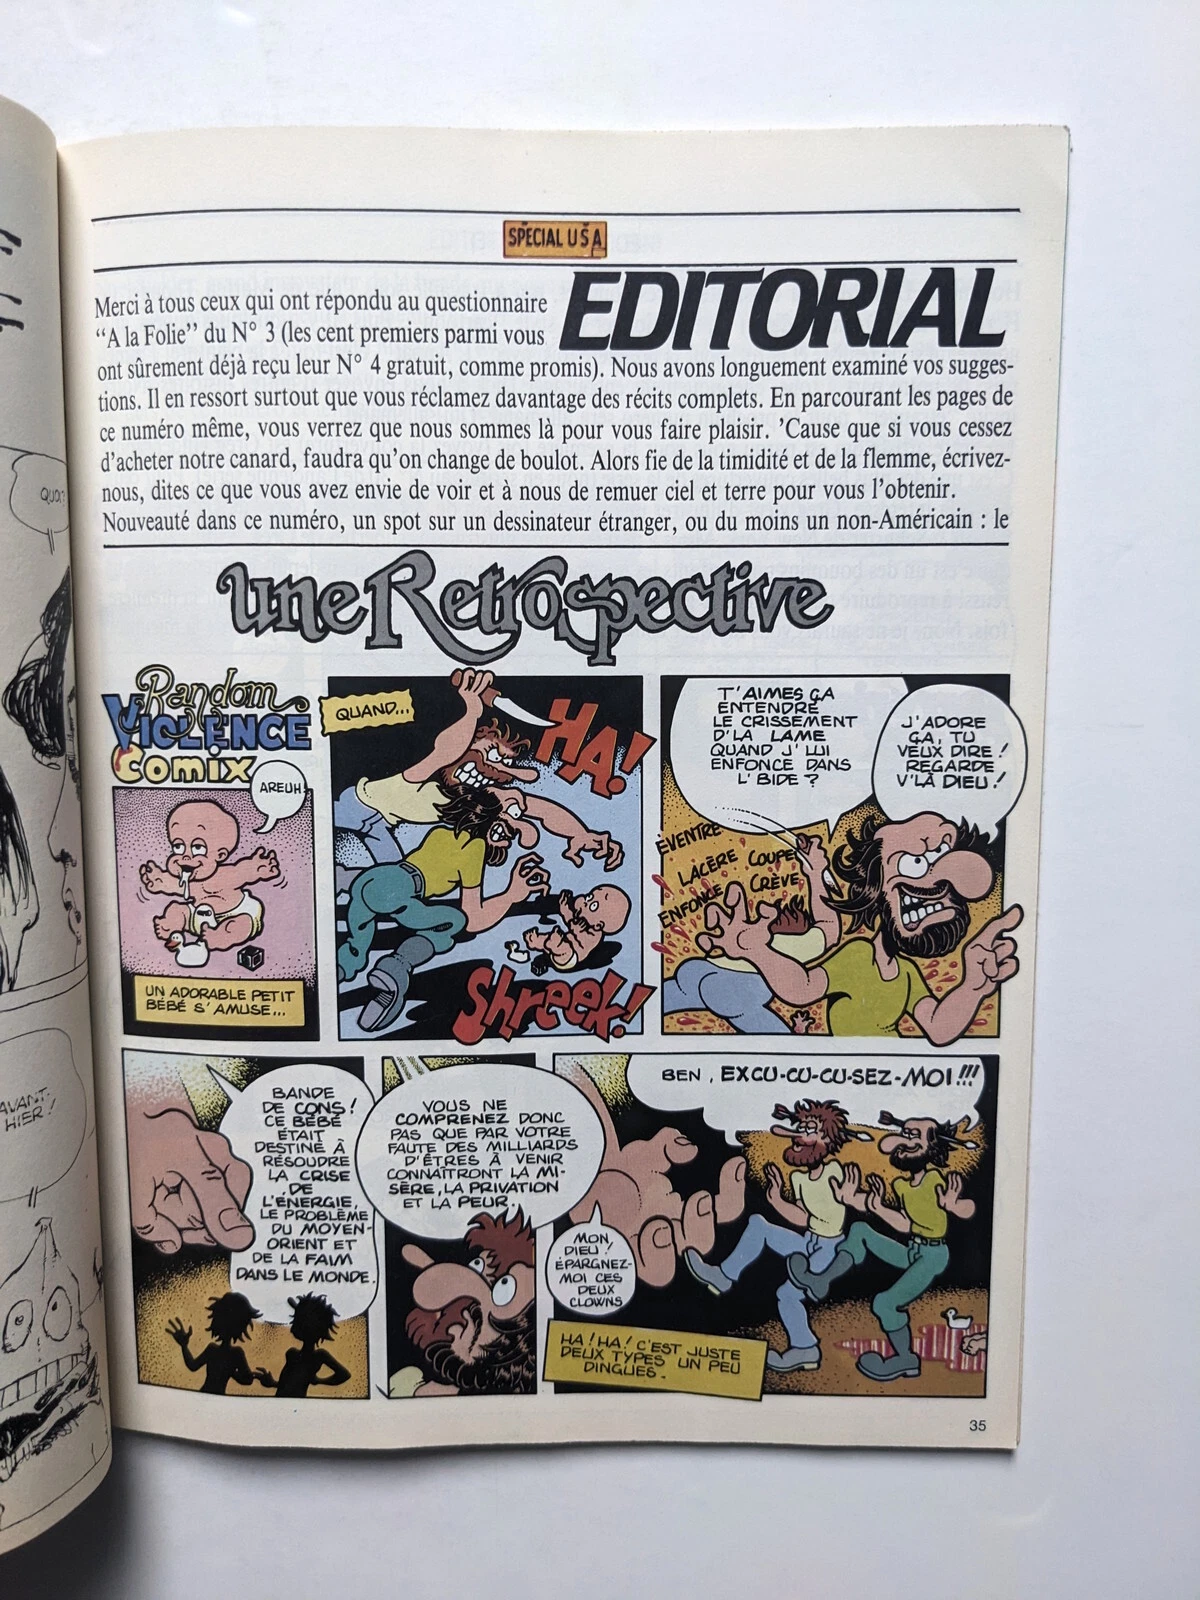 SPÉCIAL USA
EDITORIAL
Merci à tous ceux qui ont répondu au questionnaire
“A la Folie” du N° 3 (les cent premiers parmi vous
ont sûrement déjà reçu leur N° 4 gratuit, comme promis). Nous avons longuement examiné vos sugges-
tions. Il en ressort surtout que vous réclamez davantage des récits complets. En parcourant les pages de
ce numéro même, vous verrez que nous sommes là pour vous faire plaisir. ’Cause que si vous cessez
d’acheter notre canard, faudra qu’on change de boulot. Alors fie de la timidité et de la flemme, écrivez-
nous, dites ce que vous avez envie de voir et à nous de remuer ciel et terre pour vous l’obtenir.
Nouveauté dans ce numéro, un spot sur un dessinateur étranger, ou du moins un non-Américain : le
une Retrospective
Random
VIOLENCE
Comix
AREUH!
UN ADORABLE PETIT
BÉBÉ S'AMUSE...
QUAND...
HA!
Shreek!
T'AIMES ÇA
ENTENDRE
LE CRISSEMENT
D'LA LAME
QUAND J'LUI
ENFONCE DANS
L'BIDE ?
J'ADORE
ÇA, TU
VEUX DIRE !
REGARDE
V'LÀ DIEU !
ÉVENTRE
LACÈRE
COUPE
ENFONCE
CRÈVE
BANDE
DE CONS !
CE BÉBÉ
ÉTAIT
DESTINÉ À
RÉSOUDRE
LA CRISE
DE
L'ÉNERGIE,
LE PROBLÈME
DU MOYEN-
ORIENT ET
DE LA FAIM
DANS LE MONDE.
VOUS NE
COMPRENEZ DONC
PAS QUE PAR VOTRE
FAUTE DES MILLIARDS
D'ÊTRES À VENIR
CONNAÎTRONT LA MI-
SÈRE, LA PRIVATION
ET LA PEUR.
BEN, EXCU-CU-CU-SEZ-MOI !!!
MON
DIEU !
ÉPARGNEZ-
MOI CES
DEUX
CLOWNS
HA ! HA ! C'EST JUSTE
DEUX TYPES UN PEU
DINGUES.
35
QUOI?
AVANT-
HIER !